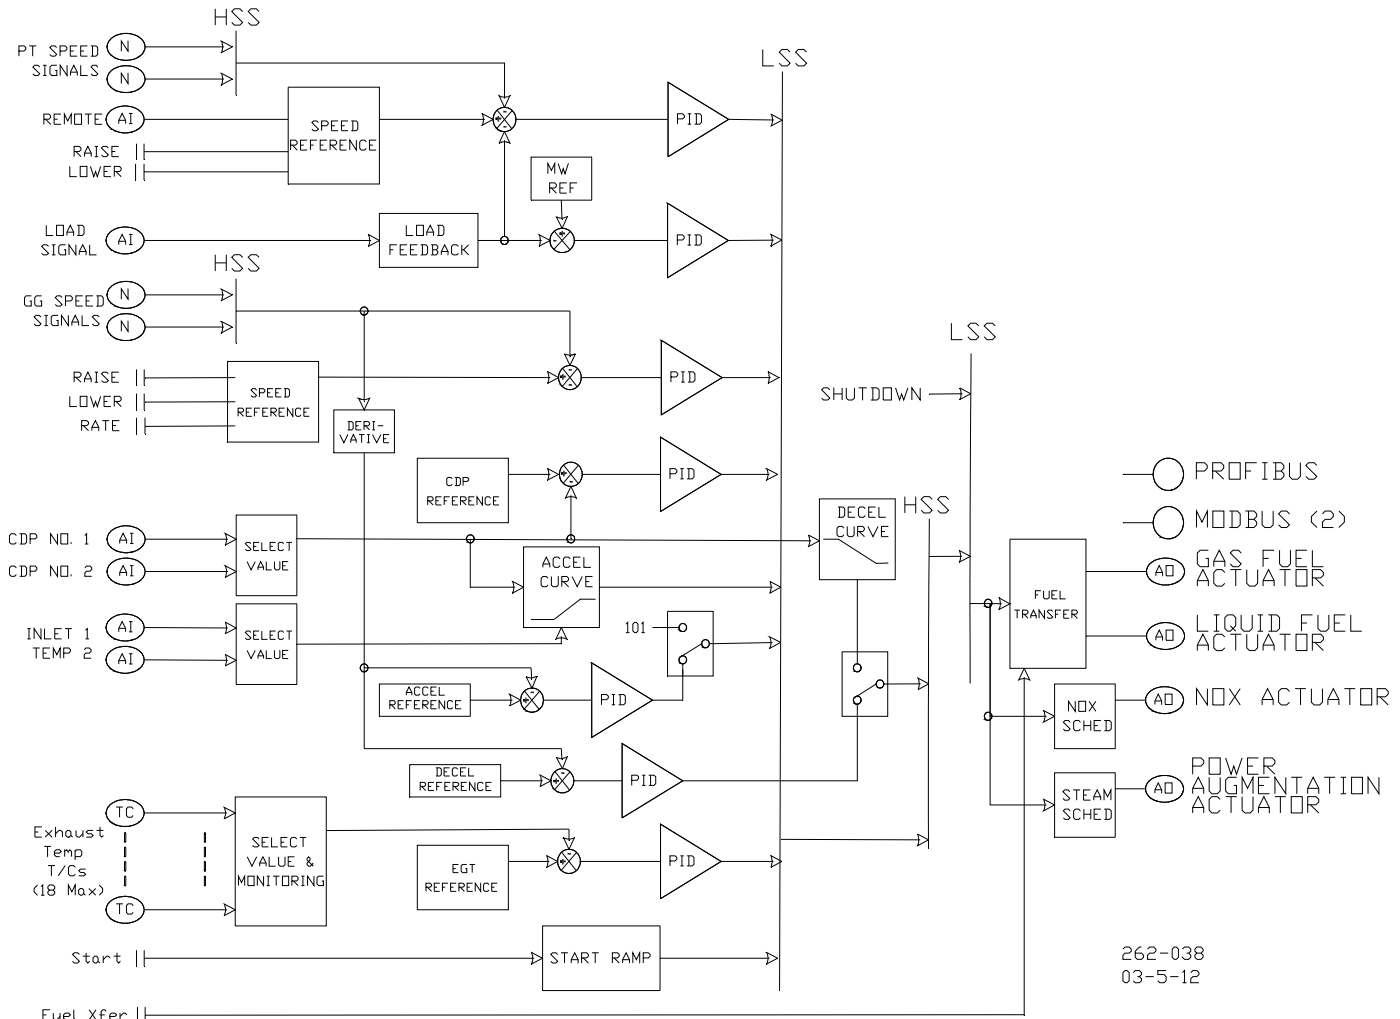 HSS
PT SPEED
SIGNALS
N
N
REMOTE
AI
RAISE
LOWER
SPEED
REFERENCE
PID
LSS
MW
REF
LOAD
SIGNAL
AI
LOAD
FEEDBACK
PID
HSS
GG SPEED
SIGNALS
N
N
RAISE
LOWER
RATE
SPEED
REFERENCE
PID
DERI-
VATIVE
CDP
REFERENCE
PID
CDP NO. 1
AI
CDP NO. 2
AI
SELECT
VALUE
ACCEL
CURVE
INLET 1
TEMP 2
AI
AI
SELECT
VALUE
101
ACCEL
REFERENCE
PID
DECEL
REFERENCE
PID
DECEL
CURVE
HSS
SHUTDOWN
LSS
Exhaust
Temp
T/Cs
(18 Max)
TC
TC
SELECT
VALUE &
MONITORING
EGT
REFERENCE
PID
Start
START RAMP
Fuel Xfer
PROFIBUS
MODBUS (2)
FUEL
TRANSFER
AO
GAS FUEL
ACTUATOR
AO
LIQUID FUEL
ACTUATOR
NOX
SCHED
AO
NOX ACTUATOR
STEAM
SCHED
AO
POWER
AUGMENTATION
ACTUATOR
262-038
03-5-12